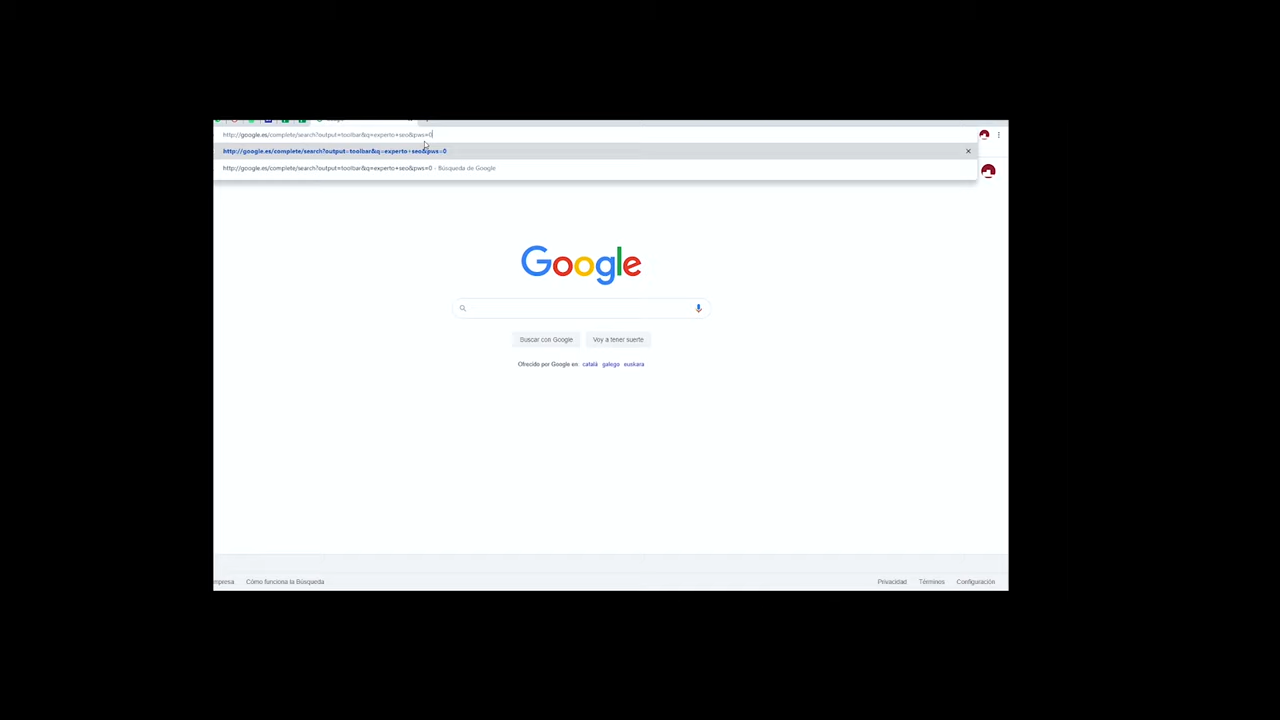 http://google.es/complete/search?output=toolbar&q=experto+seo&pws=0
http://google.es/complete/search?output=toolbar&q=experto+seo&pws=0
http://google.es/complete/search?output=toolbar&q=experto+seo&pws=0 - Búsqueda de Google
Google
Buscar con Google Voy a tener suerte
Ofrecido por Google en català galego euskara
mpresa Cómo funciona la Búsqueda Privacidad Términos Configuración